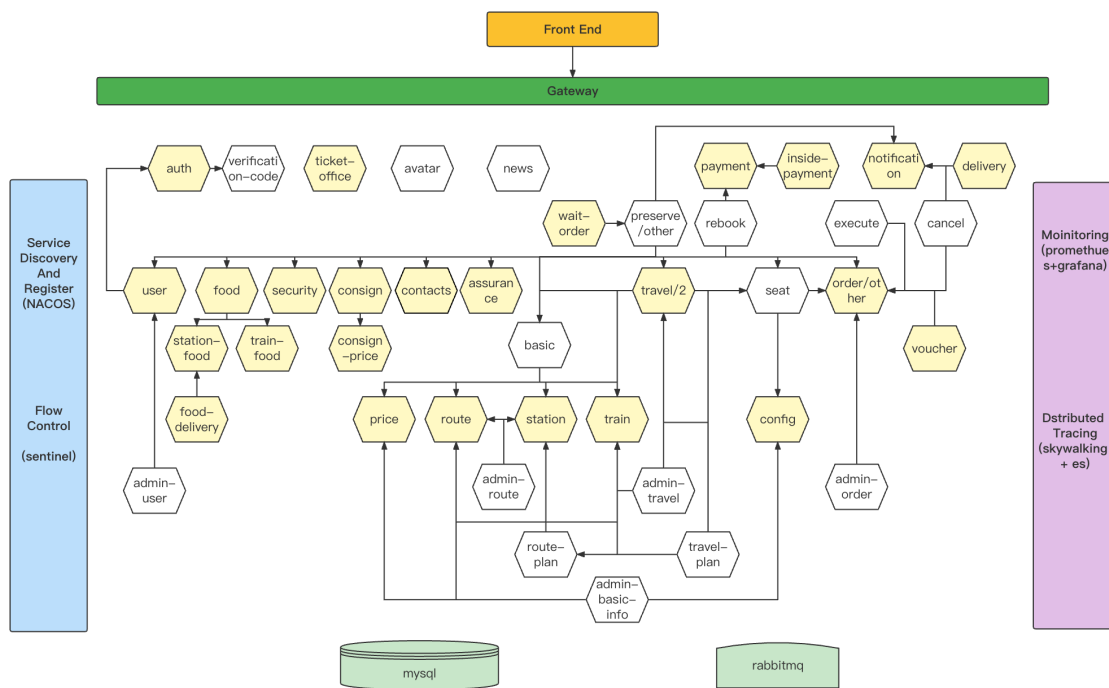 Front End
Gateway
auth
verificati
on-code
ticket-
office
avatar
news
payment
inside-
payment
notificati
on
delivery
wait-
order
preserve
/other
rebook
execute
cancel
Service
Discovery
And
Register
(NACOS)
Flow
Control
(sentinel)
Moinitoring
(promethue
s+grafana)
Dstributed
Tracing
(skywalking
+ es)
user
food
security
consign
contacts
assura
nce
travel/2
seat
order/ot
her
station-
food
train-
food
consign
-price
basic
voucher
food-
delivery
price
route
station
train
config
admin-
user
admin-
route
admin-
travel
admin-
order
route-
plan
travel-
plan
admin-
basic-
info
mysql
rabbitmq